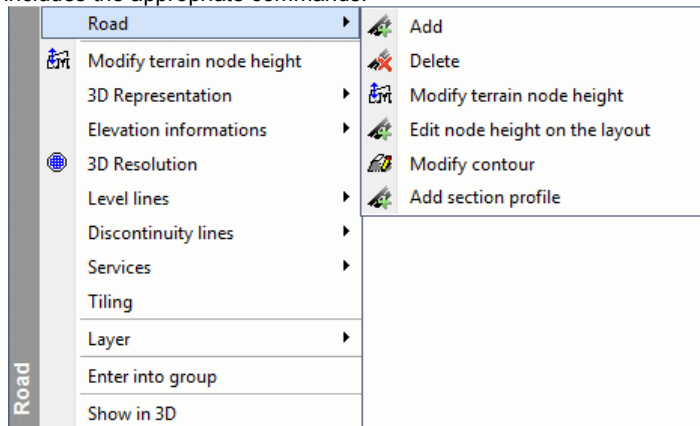 includes the appropriate commands.
Road
Modify terrain node height
3D Representation
Elevation informations
3D Resolution
Level lines
Discontinuity lines
Services
Tiling
Layer
Enter into group
Show in 3D
Road
Add
Delete
Modify terrain node height
Edit node height on the layout
Modify contour
Add section profile